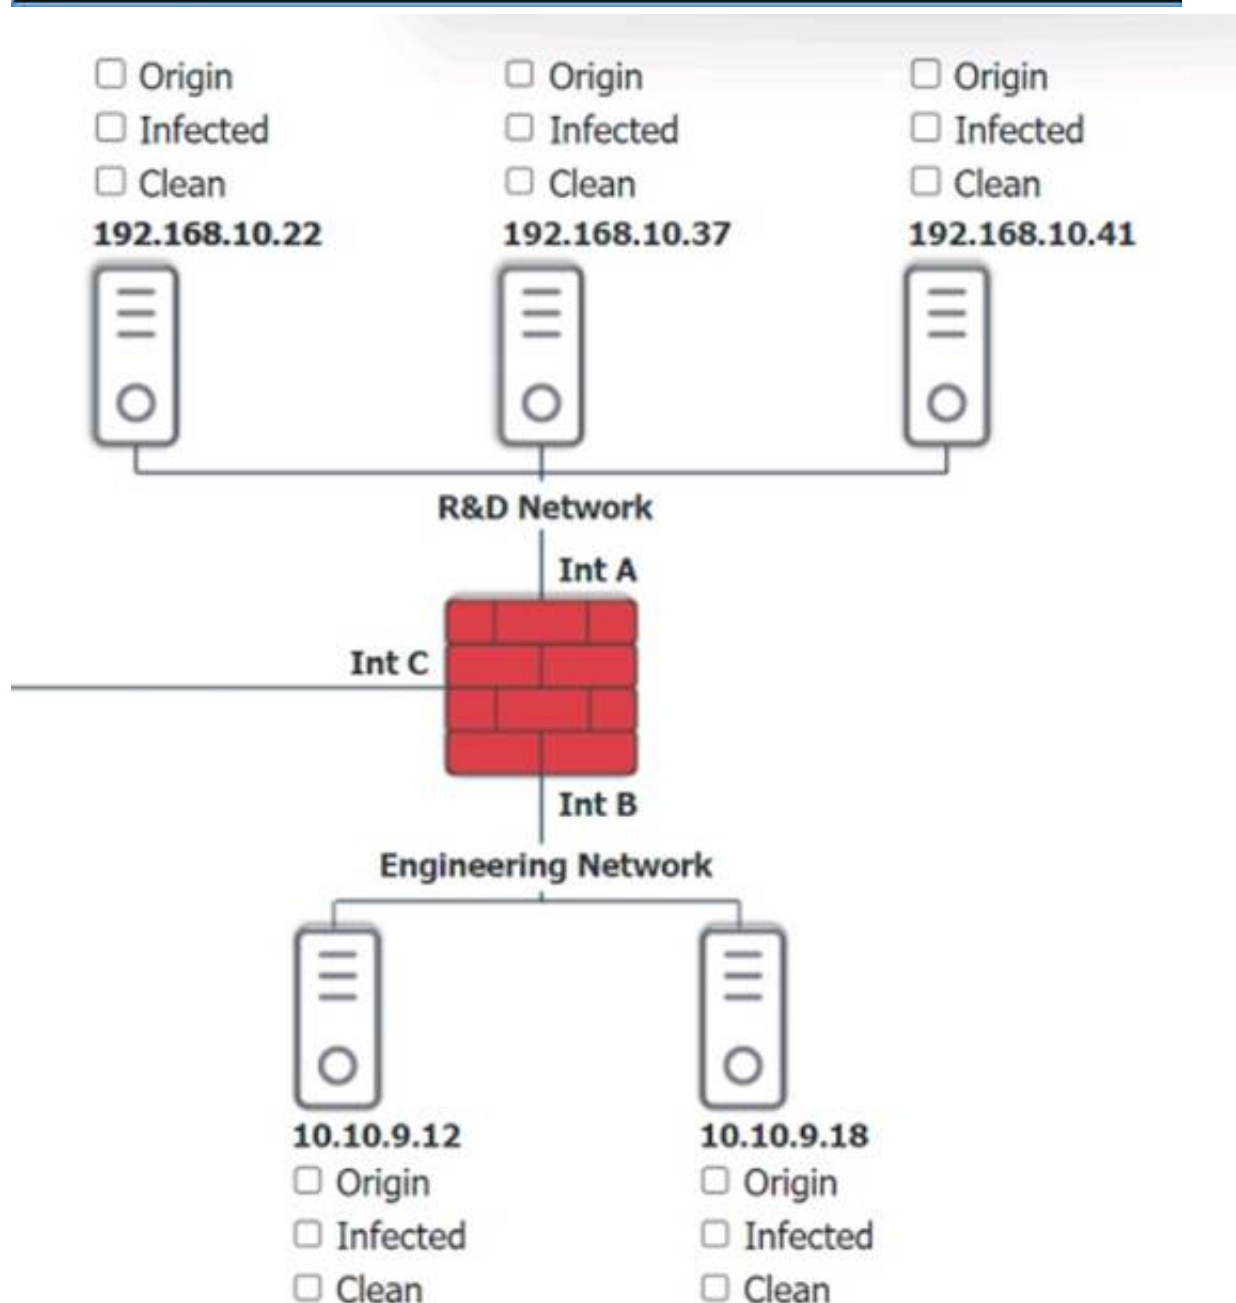 Origin Origin Origin
Infected Infected Infected
Clean Clean Clean
192.168.10.22 192.168.10.37 192.168.10.41
R&D Network
Int A
Int C
Int B
Engineering Network
10.10.9.12 10.10.9.18
Origin Origin
Infected Infected
Clean Clean